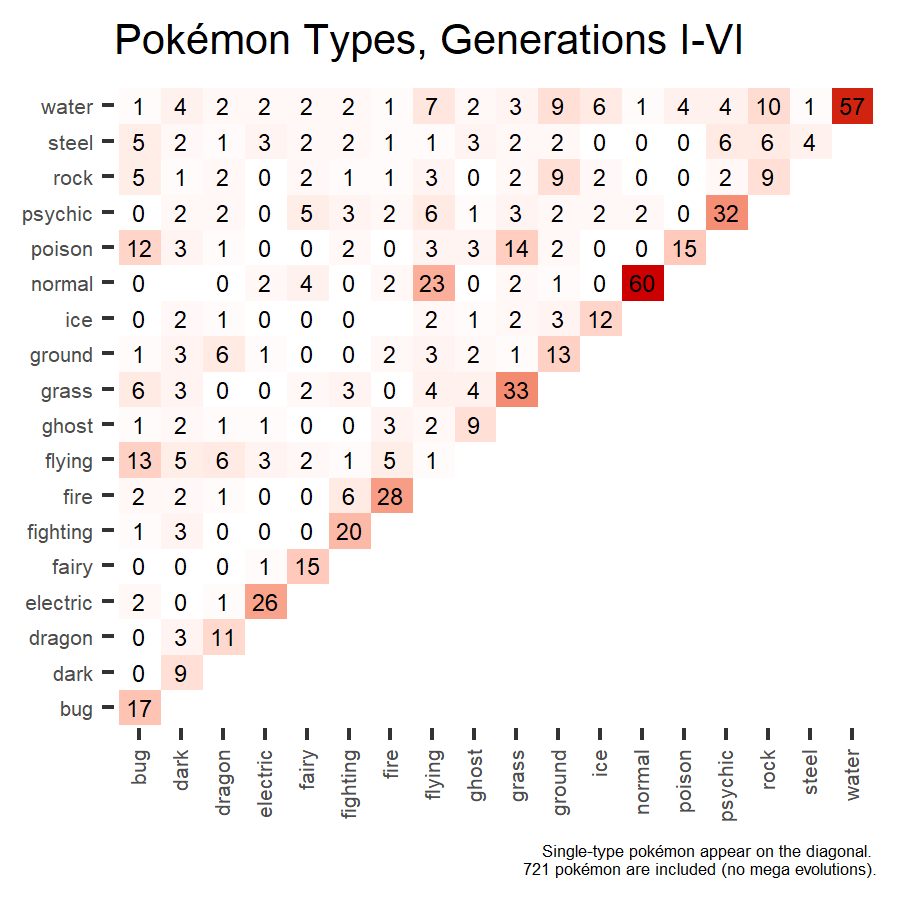 Pokémon Types, Generations I-VI
water 1 4 2 2 2 2 1 7 2 3 9 6 1 4 4 10 1 57
steel 5 2 1 3 2 2 1 1 3 2 2 0 0 0 6 6 4
rock 5 1 2 0 2 1 1 3 0 2 9 2 0 0 2 9
psychic 0 2 2 0 5 3 2 6 1 3 2 2 2 0 32
poison 12 3 1 0 0 2 0 3 3 14 2 0 0 15
normal 0 0 2 4 0 2 23 0 2 1 0 60
ice 0 2 1 0 0 0 2 1 2 3 12
ground 1 3 6 1 0 0 2 3 2 1 13
grass 6 3 0 0 2 3 0 4 4 33
ghost 1 2 1 1 0 0 3 2 9
flying 13 5 6 3 2 1 5 1
fire 2 2 1 0 0 6 28
fighting 1 3 0 0 0 20
fairy 0 0 0 1 15
electric 2 0 1 26
dragon 0 3 11
dark 0 9
bug 17
bug dark dragon electric fairy fighting fire flying ghost grass ground ice normal poison psychic rock steel water
Single-type pokémon appear on the diagonal.
721 pokémon are included (no mega evolutions).